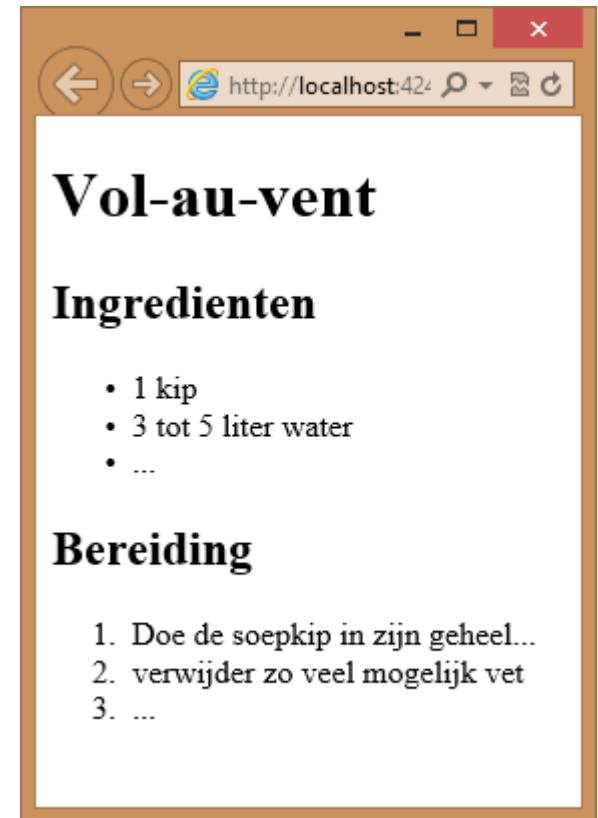 http://localhost:424
Vol-au-vent
Ingredienten
• 1 kip
• 3 tot 5 liter water
• ...
Bereiding
1. Doe de soepkip in zijn geheel...
2. verwijder zo veel mogelijk vet
3. ...